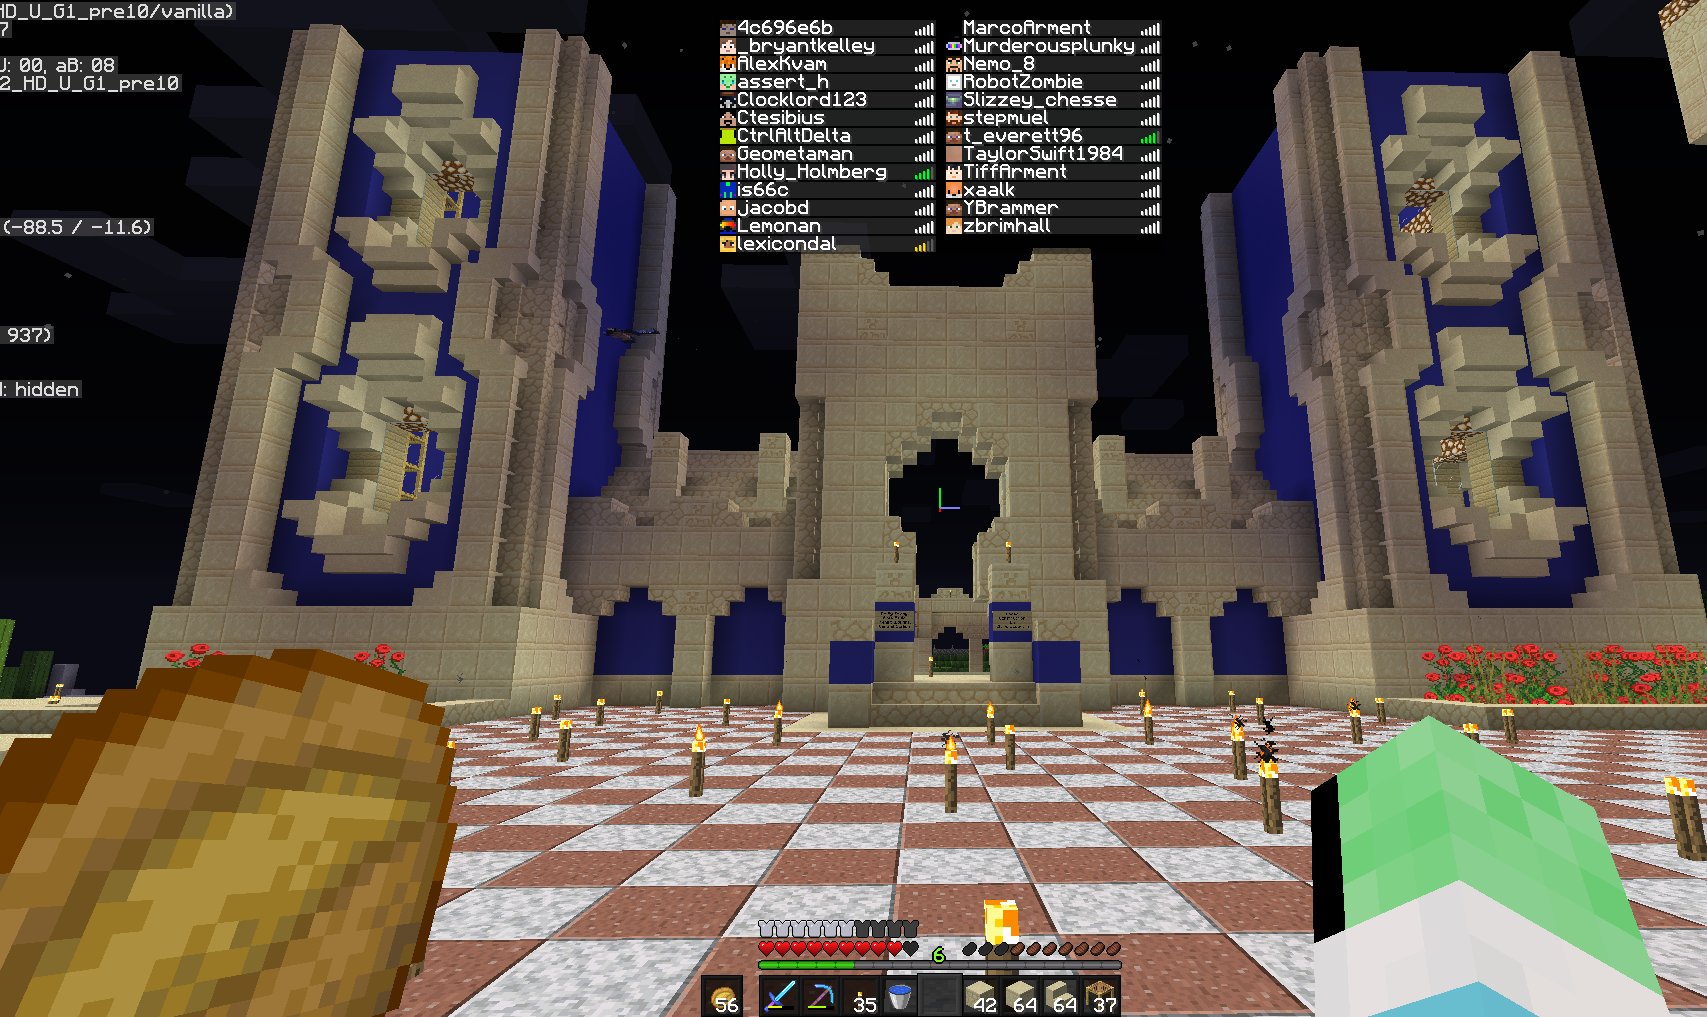 HD_U_G1_pre10/vanilla)
7
J: 00, aB: 08
2_HD_U_G1_pre10
(-88.5 / -11.6)
937)
: hidden
4c696e6b
_bryantkelley
AlexKvam
assert_h
Clocklord123
Ctesibius
CtrlAltDelta
Geometaman
Holly_Holmberg
is66c
jacobd
Lemonan
lexicondal
MarcoArment
Murderousplunky
Nemo_8
RobotZombie
Slizzey_chesse
stepmuel
t_everett96
TaylorSwift1984
TiffArment
xaalk
YBrammer
zbrimhall
6
56
35
42
64
64
37